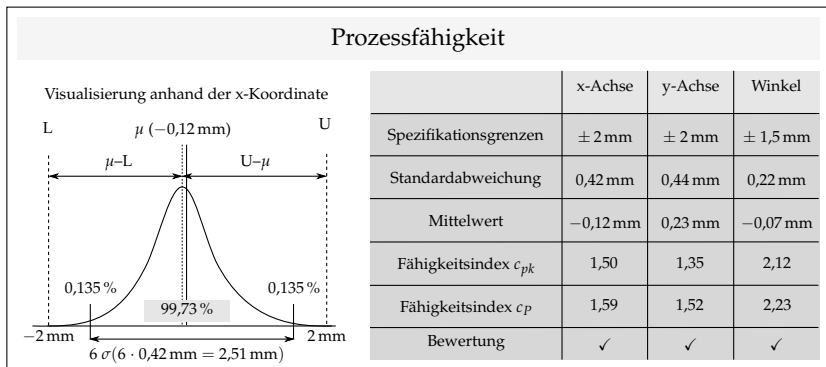 Prozessfähigkeit
Visualisierung anhand der x-Koordinate
L
U
μ (−0,12 mm)
μ–L
U–μ
0,135 %
0,135 %
99,73 %
−2 mm
2 mm
6 σ(6 · 0,42 mm = 2,51 mm)
x-Achse y-Achse Winkel
Spezifikationsgrenzen ± 2 mm ± 2 mm ± 1,5 mm
Standardabweichung 0,42 mm 0,44 mm 0,22 mm
Mittelwert −0,12 mm 0,23 mm −0,07 mm
Fähigkeitsindex cpk 1,50 1,35 2,12
Fähigkeitsindex cP 1,59 1,52 2,23
Bewertung ✓ ✓ ✓